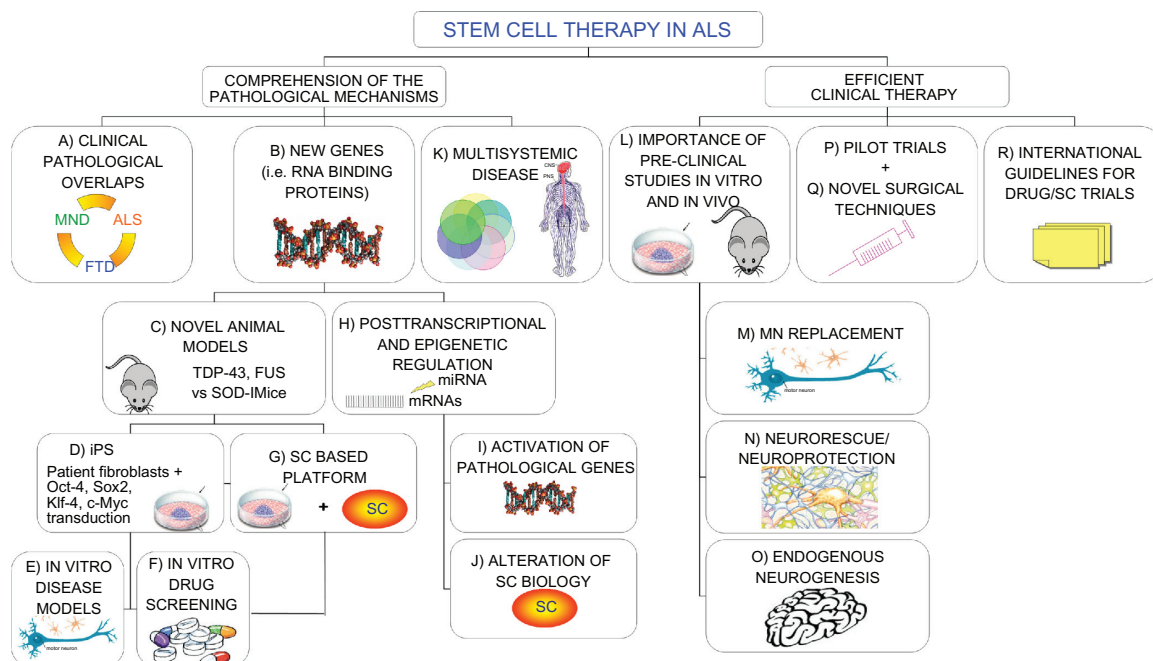 STEM CELL THERAPY IN ALS
COMPREHENSION OF THE
PATHOLOGICAL MECHANISMS
EFFICIENT
CLINICAL THERAPY
A) CLINICAL
PATHOLOGICAL
OVERLAPS
MND
ALS
FTD
B) NEW GENES
(i.e. RNA BINDING
PROTEINS)
K) MULTISYSTEMIC
DISEASE
CNS
PNS
L) IMPORTANCE OF
PRE-CLINICAL
STUDIES IN VITRO
AND IN VIVO
P) PILOT TRIALS
+
Q) NOVEL SURGICAL
TECHNIQUES
R) INTERNATIONAL
GUIDELINES FOR
DRUG/SC TRIALS
C) NOVEL ANIMAL
MODELS
TDP-43, FUS
vs SOD-IMice
H) POSTTRANSCRIPTIONAL
AND EPIGENETIC
REGULATION
miRNA
mRNAs
D) iPS
Patient fibroblasts +
Oct-4, Sox2,
Klf-4, c-Myc
transduction
G) SC BASED
PLATFORM
+
SC
E) IN VITRO
DISEASE
MODELS
motor neuron
F) IN VITRO
DRUG
SCREENING
I) ACTIVATION OF
PATHOLOGICAL GENES
J) ALTERATION OF
SC BIOLOGY
SC
M) MN REPLACEMENT
motor neuron
N) NEURORESCUE/
NEUROPROTECTION
O) ENDOGENOUS
NEUROGENESIS